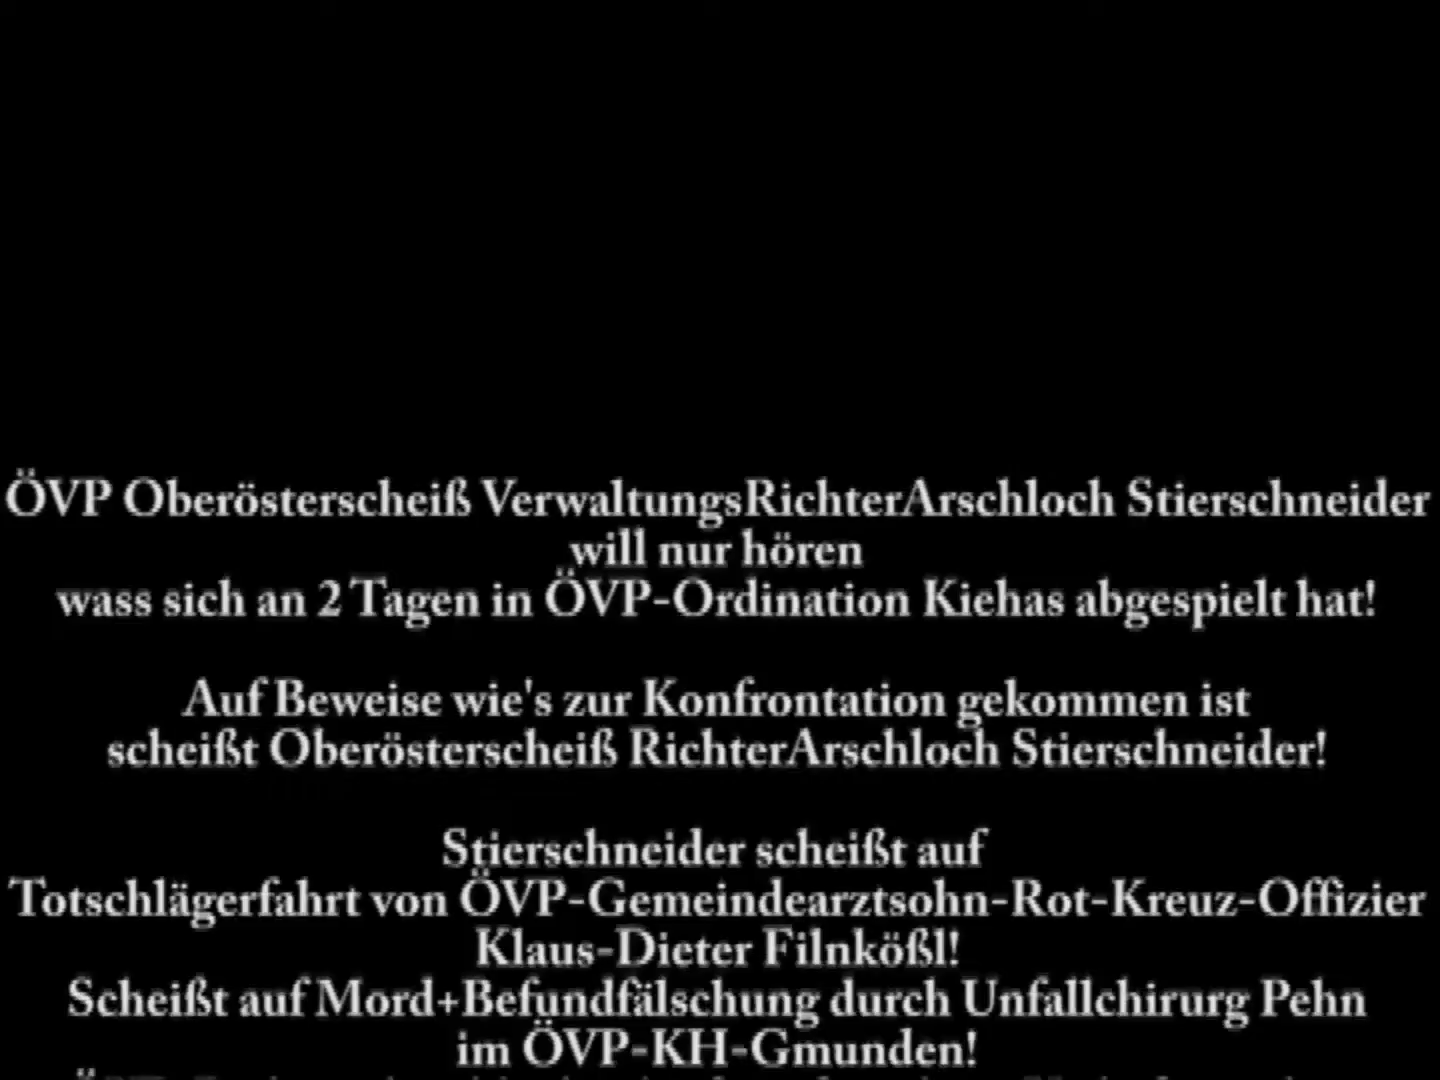 ÖVP Oberösterscheiß VerwaltungsRichterArschloch Stierschneider
will nur hören
wass sich an 2 Tagen in ÖVP-Ordination Kiehas abgespielt hat!
Auf Beweise wie's zur Konfrontation gekommen ist
scheißt Oberösterscheiß RichterArschloch Stierschneider!
Stierschneider scheißt auf
Totschlägerfahrt von ÖVP-Gemeindearztsohn-Rot-Kreuz-Offizier
Klaus-Dieter Filnkößl!
Scheißt auf Mord+Befundfälschung durch Unfallchirurg Pehn
im ÖVP-KH-Gmunden!